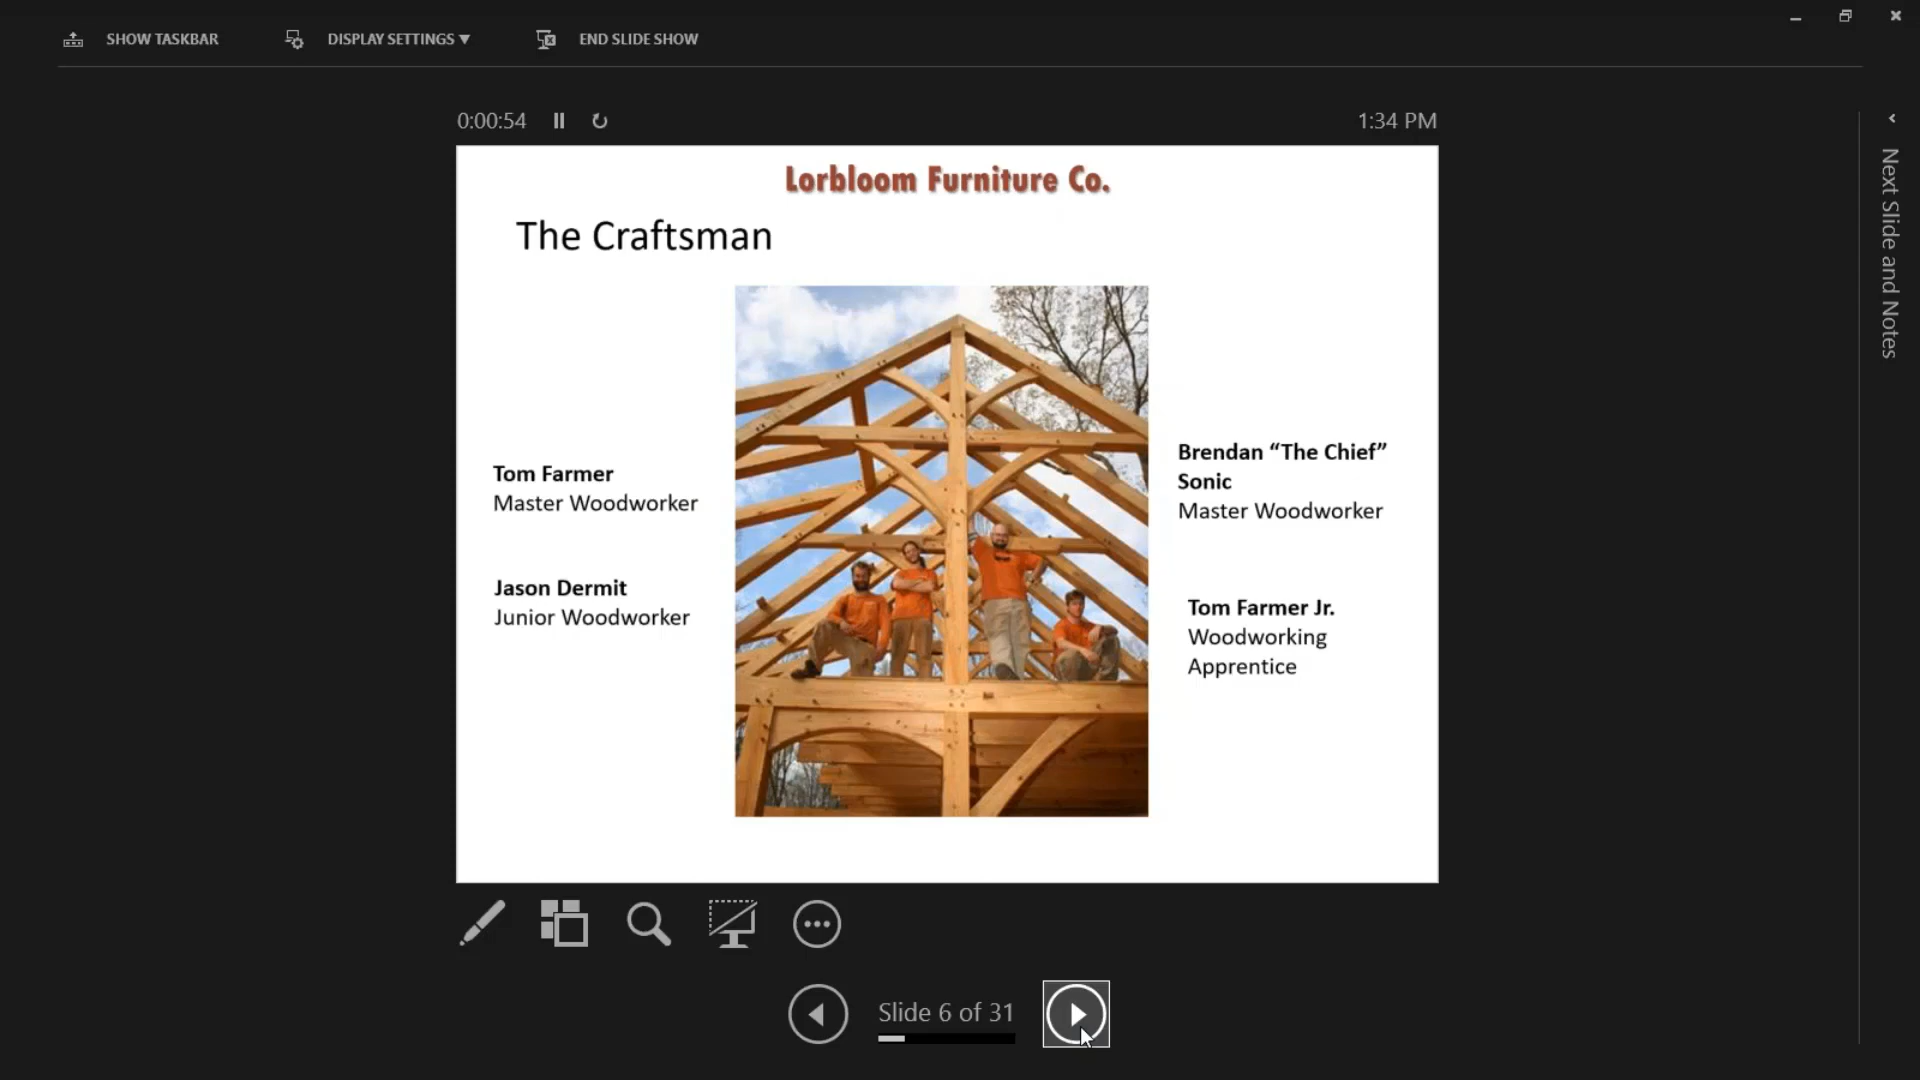 SHOW TASKBAR
DISPLAY SETTINGS ▼
END SLIDE SHOW
0:00:54
1:34 PM
Lorbloom Furniture Co.
The Craftsman
Tom Farmer
Master Woodworker
Jason Dermit
Junior Woodworker
Brendan “The Chief”
Sonic
Master Woodworker
Tom Farmer Jr.
Woodworking
Apprentice
Slide 6 of 31
Next Slide and Notes